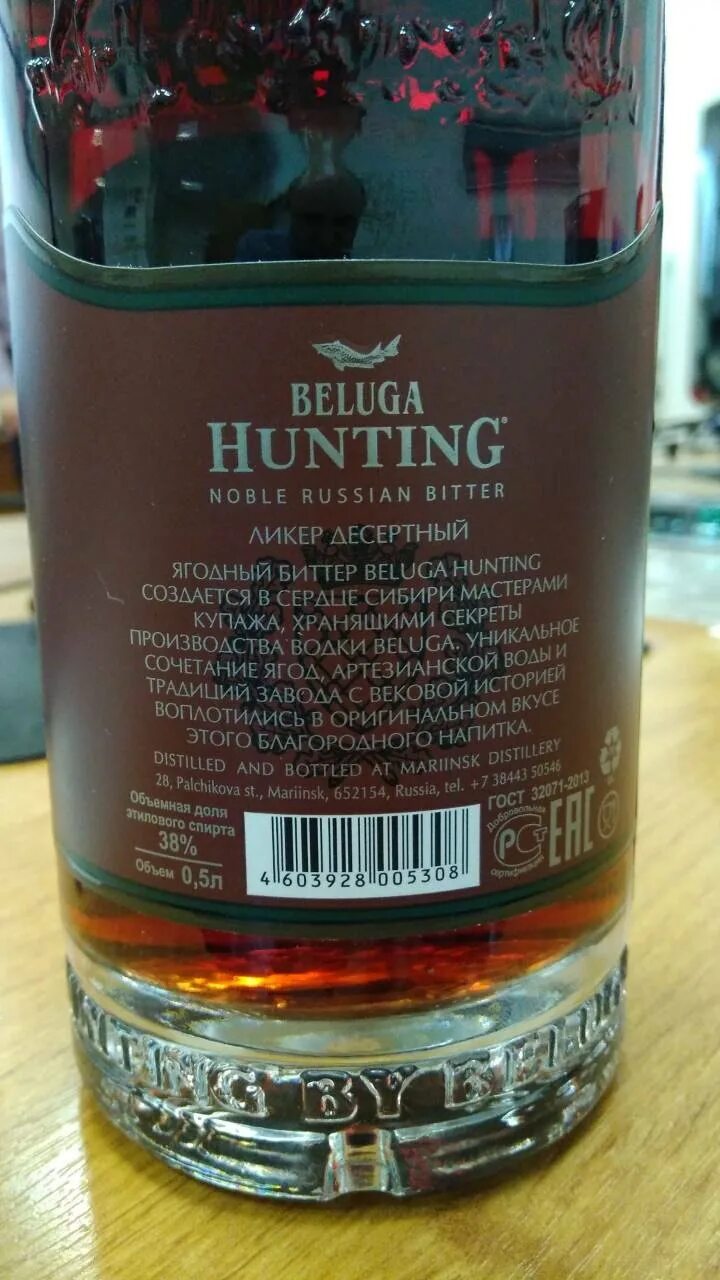 BELUGA
HUNTING®
NOBLE RUSSIAN BITTER
ЛИКЕР ДЕСЕРТНЫЙ
ЯГОДНЫЙ БИТТЕР BELUGA HUNTING
СОЗДАЕТСЯ В СЕРДЦЕ СИБИРИ МАСТЕРАМИ
КУПАЖА, ХРАНЯЩИМИ СЕКРЕТЫ
ПРОИЗВОДСТВА ВОДКИ BELUGA. УНИКАЛЬНОЕ
СОЧЕТАНИЕ ЯГОД, АРТЕЗИАНСКОЙ ВОДЫ И
ТРАДИЦИЙ ЗАВОДА С ВЕКОВОЙ ИСТОРИЕЙ
ВОПЛОТИЛИСЬ В ОРИГИНАЛЬНОМ ВКУСЕ
ЭТОГО БЛАГОРОДНОГО НАПИТКА.
DISTILLED AND BOTTLED AT MARIINSK DISTILLERY
28, Palchikova st., Mariinsk, 652154, Russia, tel. +7 38443 50546
Объемная доля
этилового спирта
38%
Объем 0,5л
4 603928 005308
ГОСТ 32071-2013
Добровольная
РСТ
сертификация
EAC
HUNTING BY BELUGA